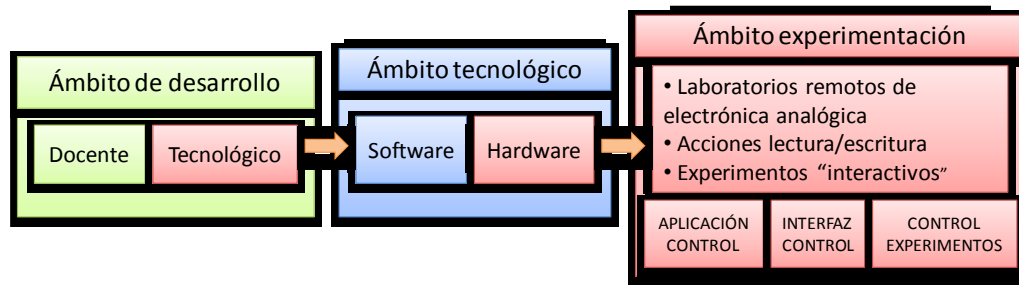 Ámbito de desarrollo
Docente
Tecnológico
Ámbito tecnológico
Software
Hardware
Ámbito experimentación
• Laboratorios remotos de
electrónica analógica
• Acciones lectura/escritura
• Experimentos “interactivos”
APLICACIÓN
CONTROL
INTERFAZ
CONTROL
CONTROL
EXPERIMENTOS